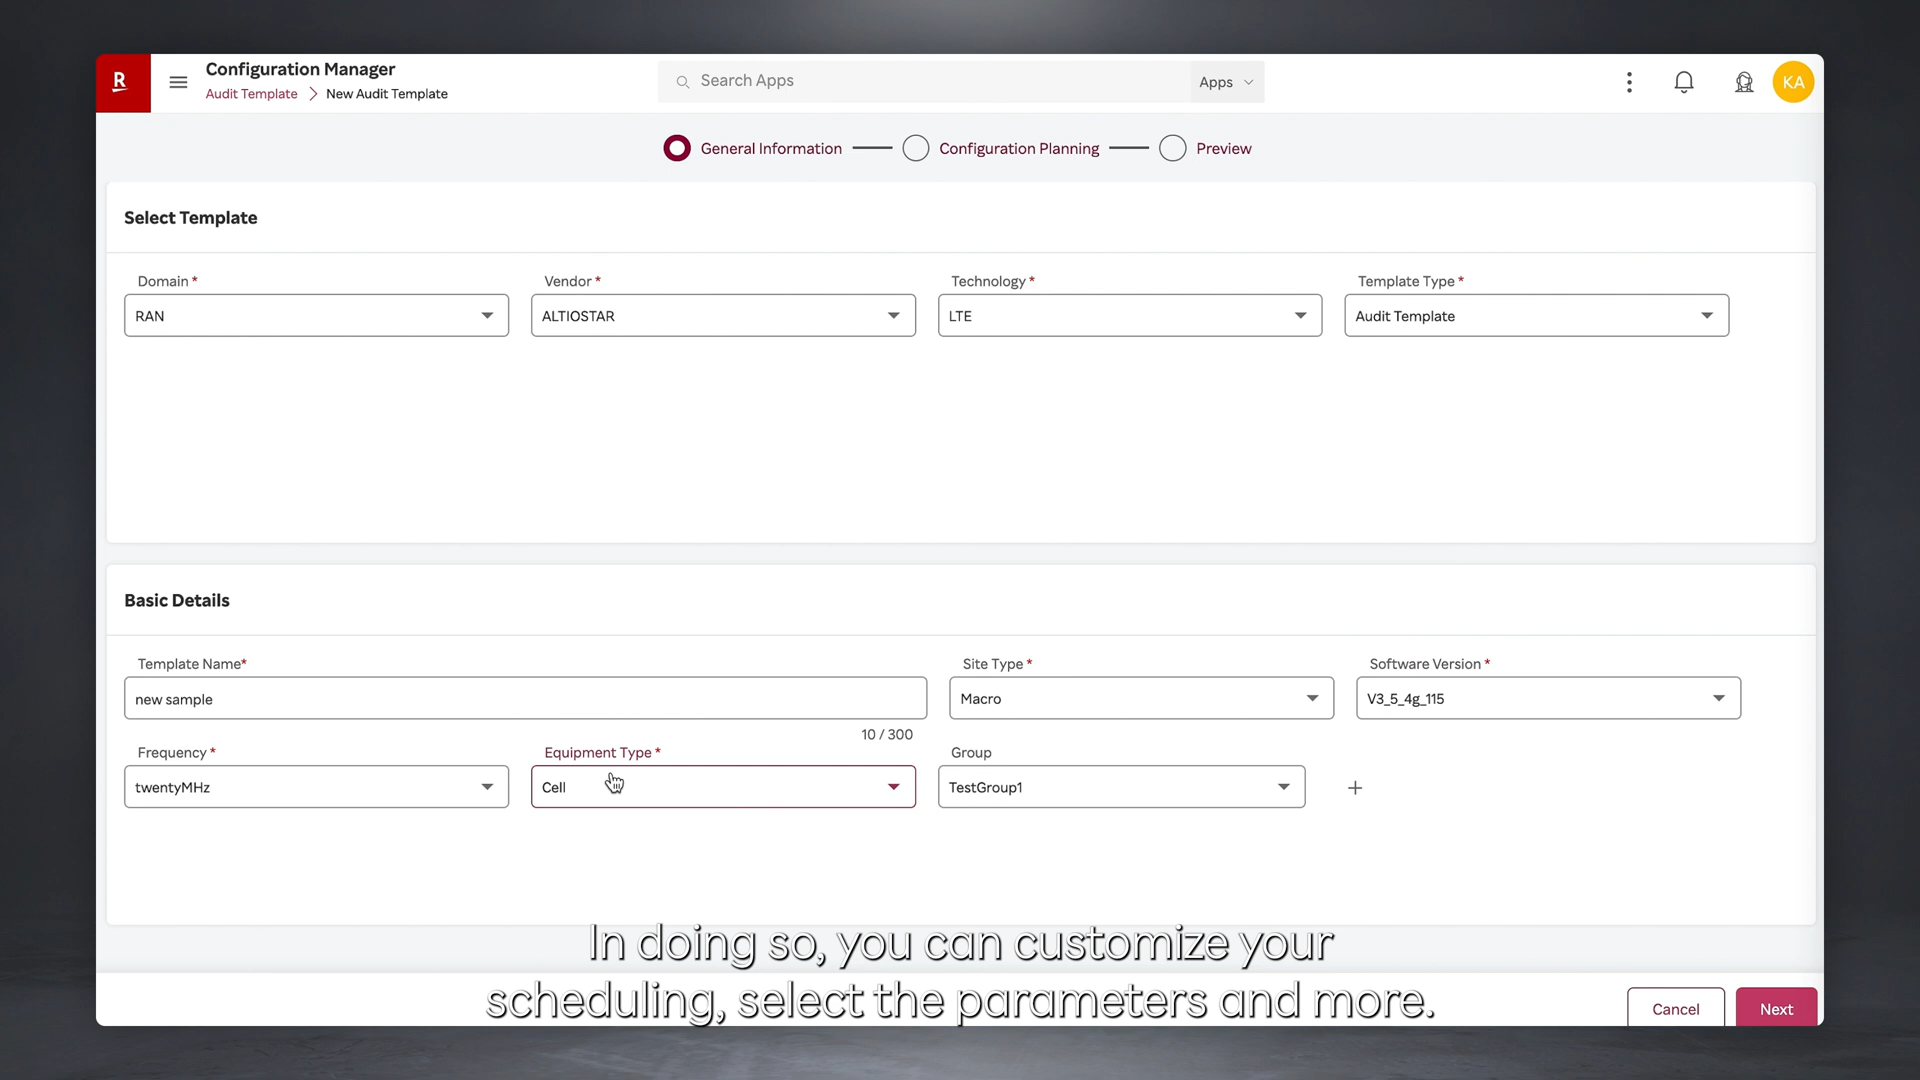 R
Configuration Manager
Audit Template > New Audit Template
Search Apps
Apps
KA
General Information
Configuration Planning
Preview
Select Template
Domain *
Vendor *
Technology *
Template Type *
RAN
ALTIOSTAR
LTE
Audit Template
Basic Details
Template Name*
Site Type *
Software Version *
new sample
Macro
V3_5_4g_115
10 / 300
Frequency *
Equipment Type *
Group
twentyMHz
Cell
TestGroup1
In doing so, you can customize your
scheduling, select the parameters and more.
Cancel
Next